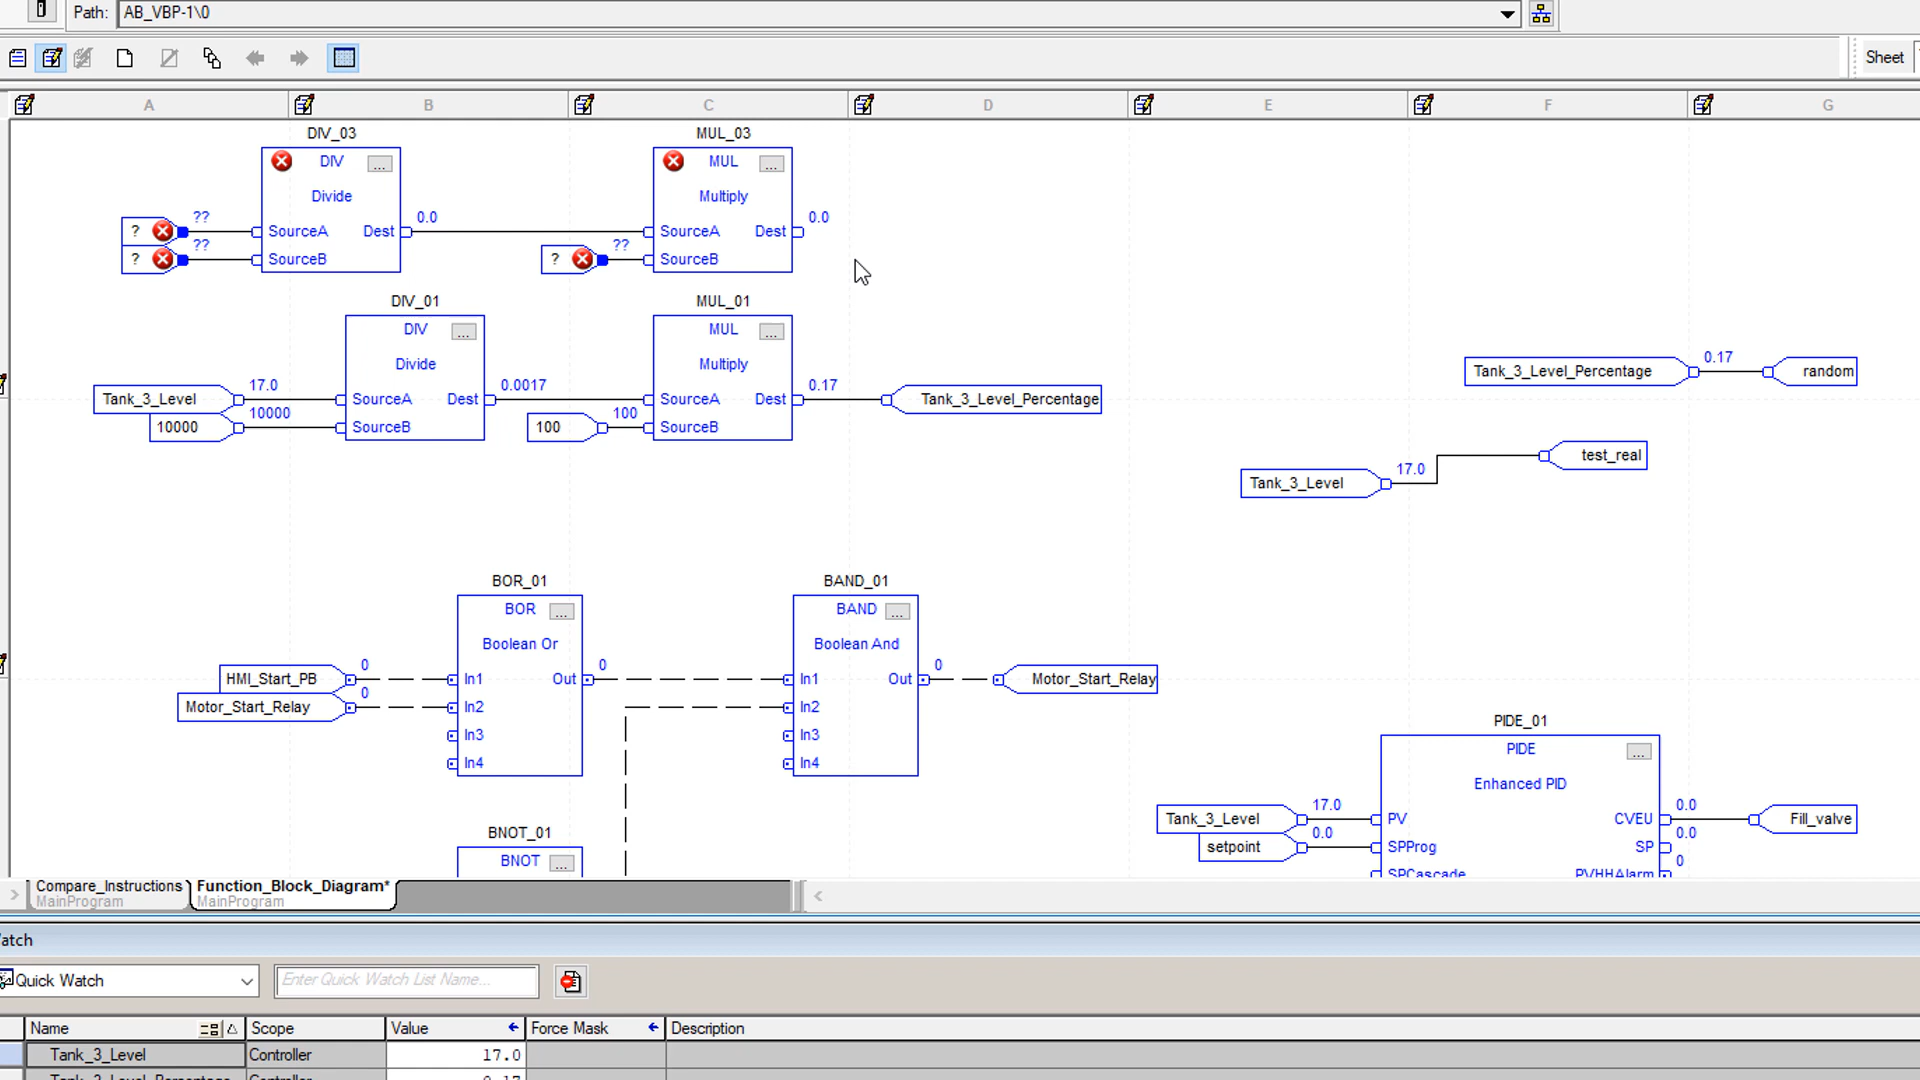 Path: AB_VBP-1\0
Sheet
A B C D E F G
DIV_03 MUL_03
DIV ... MUL ...
Divide Multiply
? ?? SourceA Dest 0.0 SourceA Dest 0.0
? ?? SourceB ? ?? SourceB
DIV_01 MUL_01
DIV ... MUL ...
Divide Multiply
Tank_3_Level_Percentage 0.17 random
Tank_3_Level 17.0 SourceA Dest 0.0017 SourceA Dest 0.17 Tank_3_Level_Percentage
10000 10000 SourceB 100 100 SourceB
test_real
Tank_3_Level 17.0
BOR_01 BAND_01
BOR ... BAND ...
Boolean Or Boolean And
HMI_Start_PB 0 In1 Out 0 In1 Out 0 Motor_Start_Relay
Motor_Start_Relay 0 In2 In2
In3 In3
In4 In4
PIDE_01
PIDE ...
Enhanced PID
BNOT_01
BNOT ...
Tank_3_Level 17.0 PV CVEU 0.0 Fill_valve
setpoint 0.0 SPProg SP 0.0
SPCascade PVHHAlarm 0
Compare_Instructions Function_Block_Diagram*
MainProgram MainProgram
atch
Quick Watch Enter Quick Watch List Name...
Name Scope Value Force Mask Description
Tank_3_Level Controller 17.0
Tank_3_Level_Percentage Controller 0.17